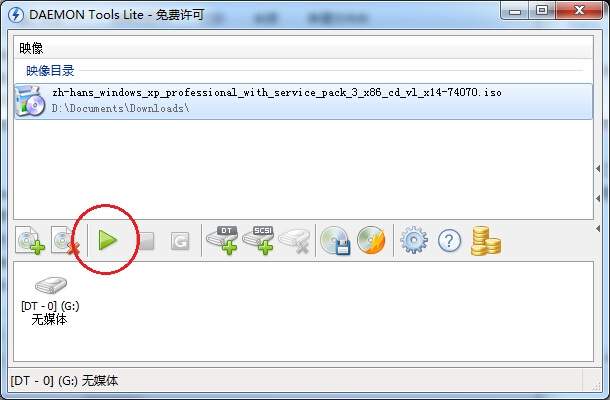 DAEMON Tools Lite - 免费许可
映像
映像目录
zh-hans_windows_xp_professional_with_service_pack_3_x86_cd_vl_x14-74070.iso
D:\Documents\Downloads\
G
DT
SCSI
?
[DT - 0] (G:)
无媒体
[DT - 0] (G:) 无媒体